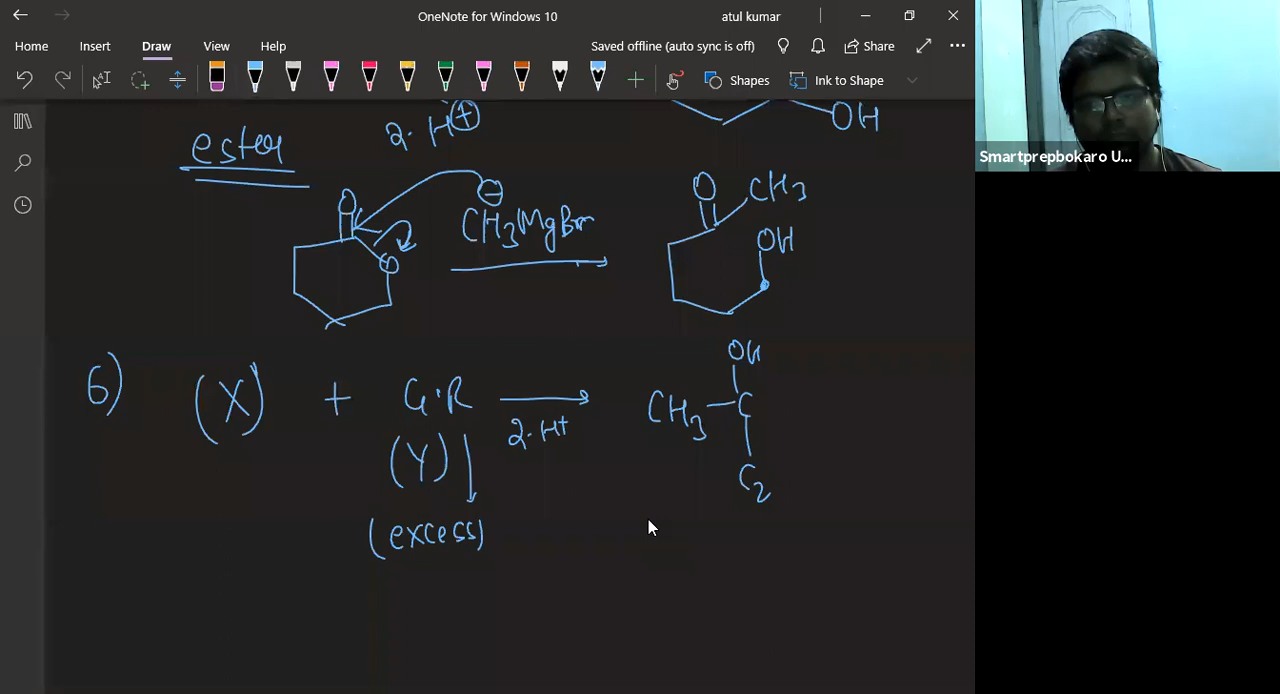 OneNote for Windows 10
atul kumar
Home Insert Draw View Help
Saved offline (auto sync is off)
Share
Shapes
Ink to Shape
Smartprepbokaro U...
ester
2. H+
OH
O
O
CH3MgBr
O CH3
OH
6) (X) + G.R
2. H+
(Y)
(excess)
OH
CH3 C
C2